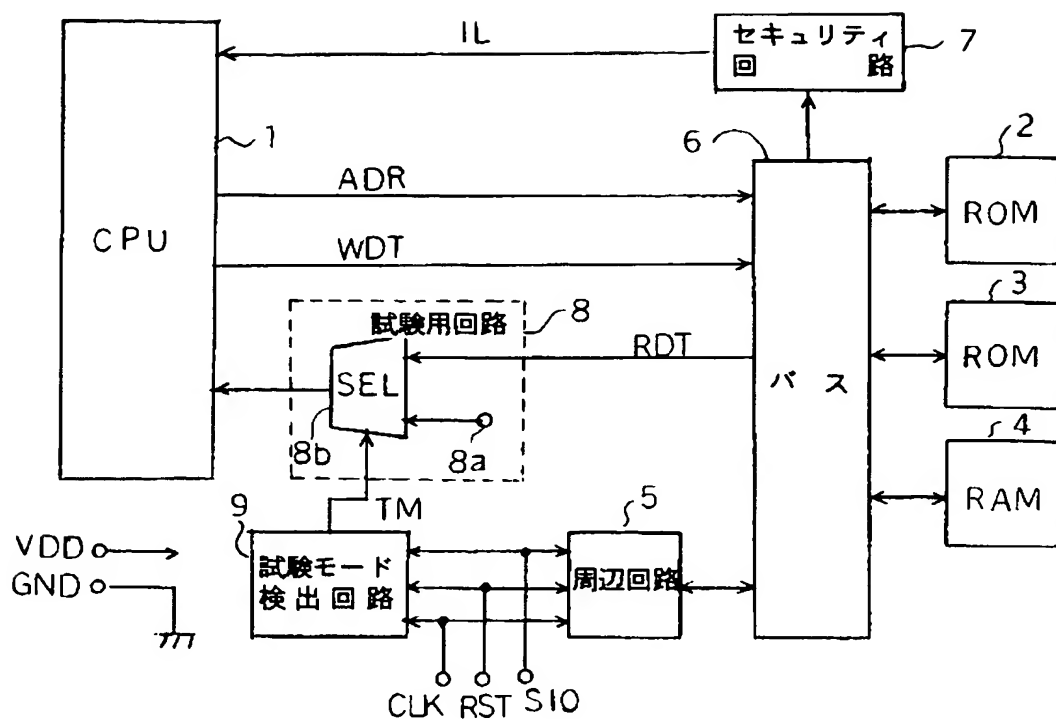 IL
セキュリティ
回路
7
1
6
2
ADR
ROM
CPU
WDT
3
試験用回路
8
RDT
ROM
SEL
バス
4
8b
8a
RAM
TM
9
5
VDD
試験モード
検出回路
周辺回路
GND
CLK
RST
SIO